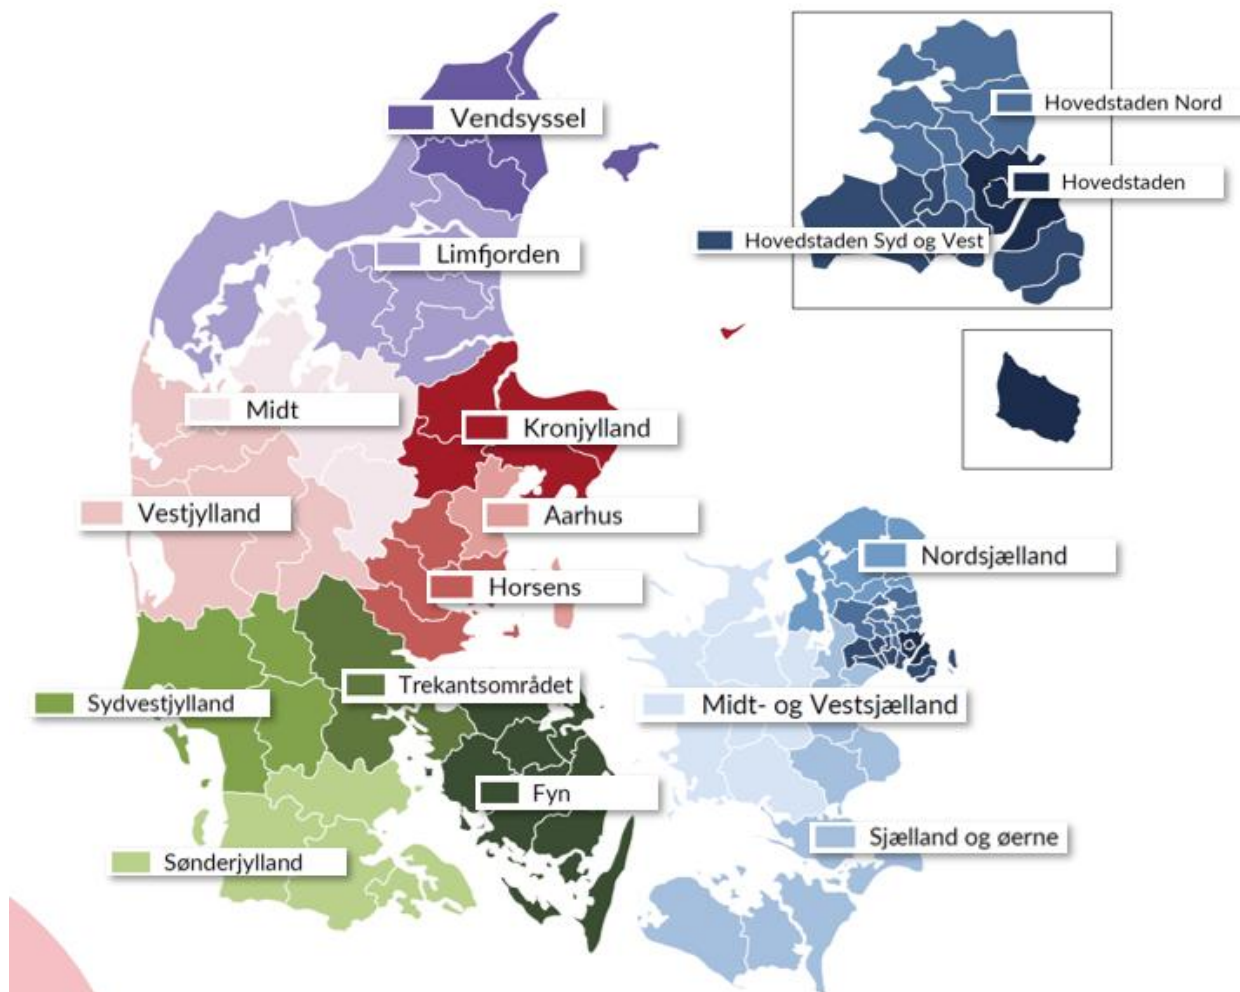 Vendsyssel
Hovedstaden Nord
Hovedstaden
Hovedstaden Syd og Vest
Limfjorden
Midt
Kronjylland
Vestjylland
Aarhus
Nordsjælland
Horsens
Trekantsområdet
Sydvestjylland
Midt- og Vestsjælland
Fyn
Sjælland og øerne
Sønderjylland